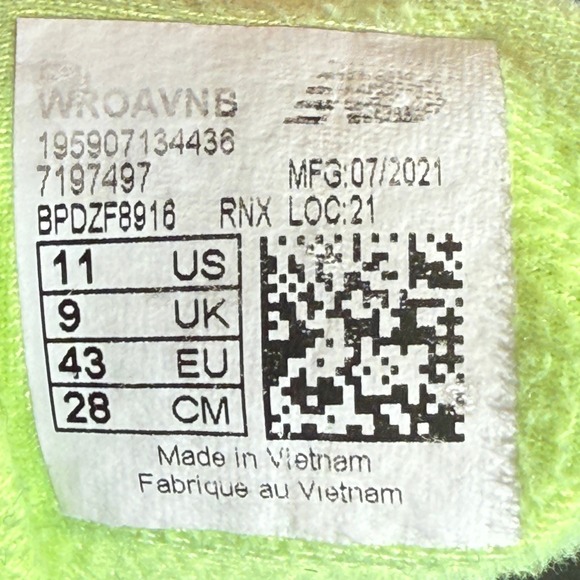 WROAVNB
195907134436
7197497 MFG:07/2021
BPDZF8916 RNX LOC:21
11 US
9 UK
43 EU
28 CM
Made in Vietnam
Fabrique au Vietnam